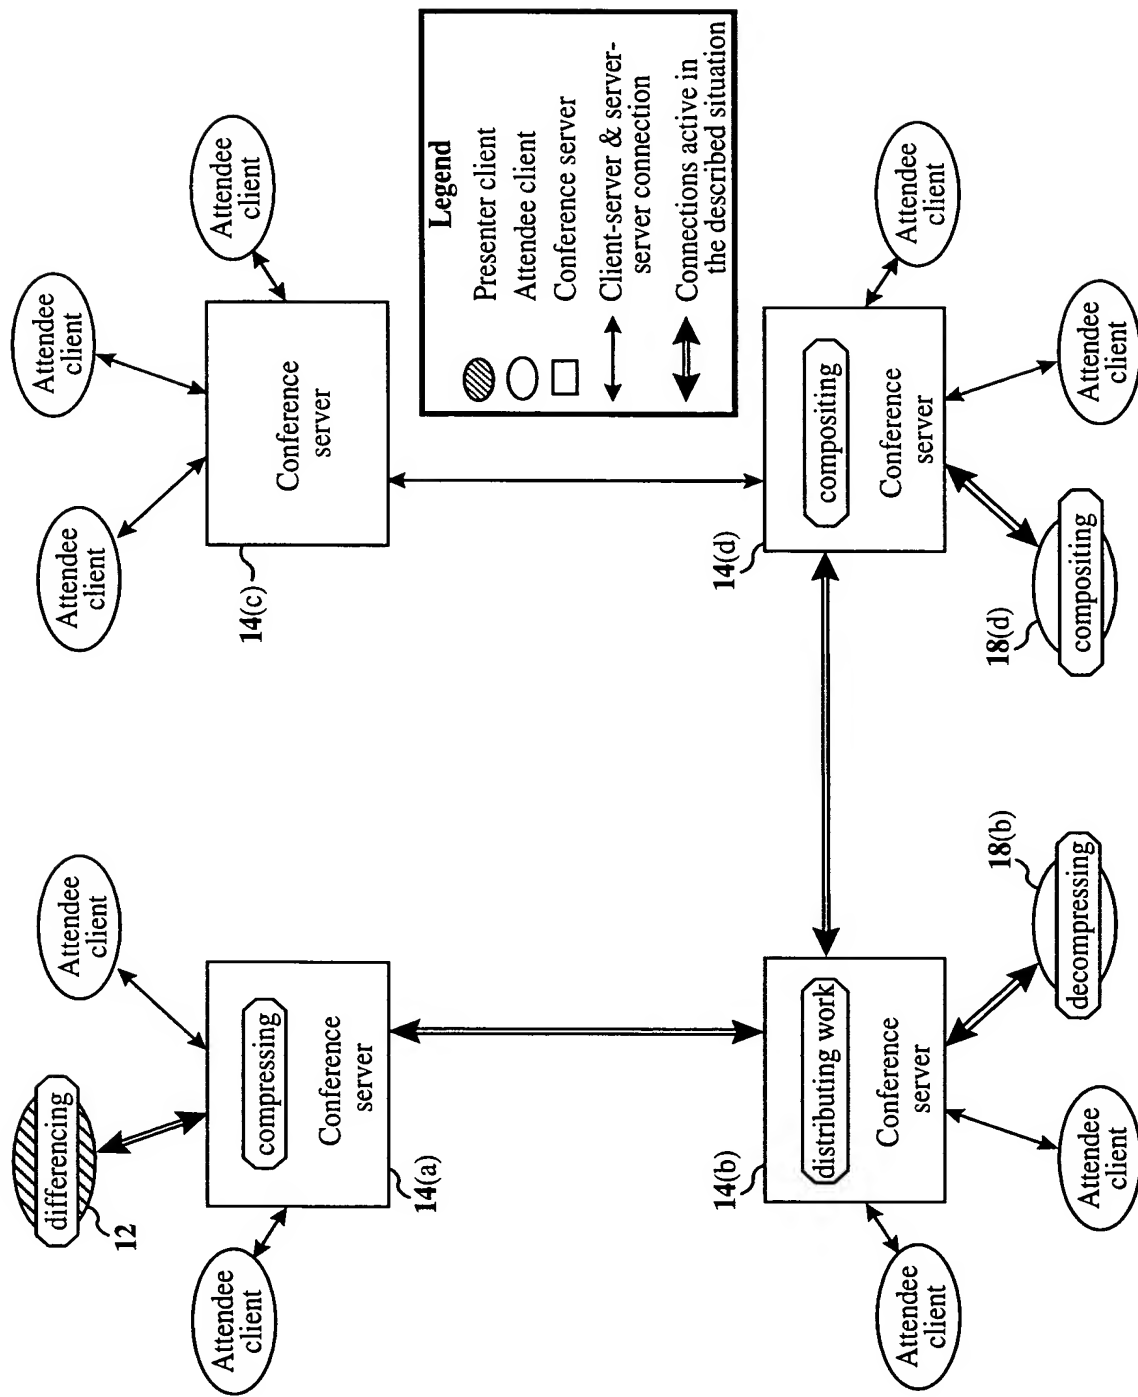 Attendee
client
differencing
12
Attendee
client
compressing
Conference
server
14(a)
Attendee
client
Attendee
client
Attendee
client
Attendee
client
Conference
server
14(c)
Attendee
client
distributing work
Conference
server
14(b)
Attendee
client
decompressing
18(b)
compositing
Conference
server
14(d)
compositing
18(d)
Attendee
client
Attendee
client
Legend
Presenter client
Attendee client
Conference server
Client-server & server-
server connection
Connections active in
the described situation